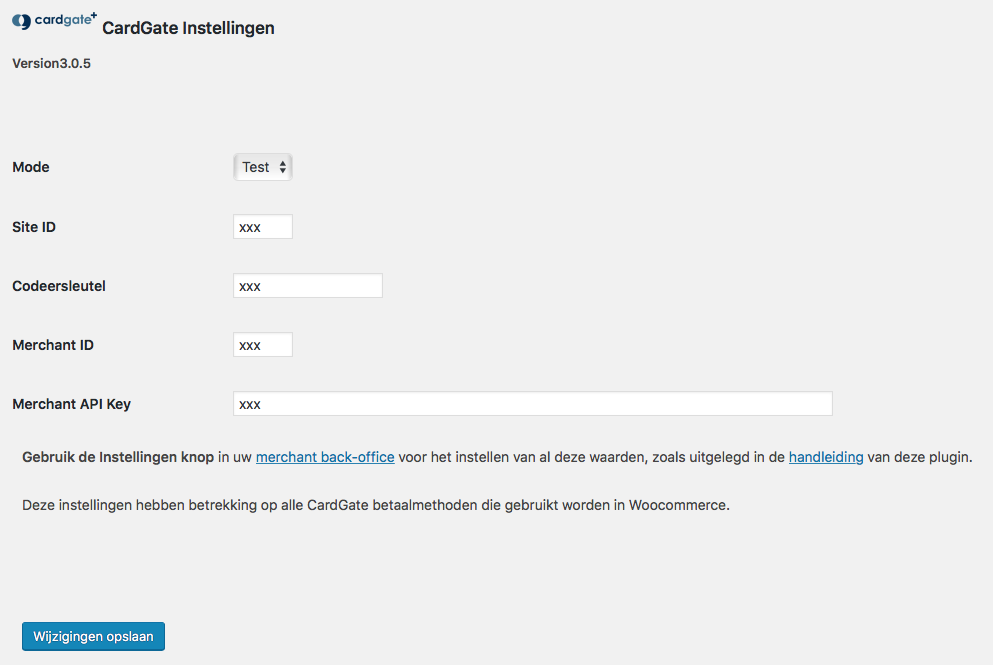 cardgate+ CardGate Instellingen
Version3.0.5
Mode Test
Site ID xxx
Codeersleutel xxx
Merchant ID xxx
Merchant API Key xxx
Gebruik de Instellingen knop in uw merchant back-office voor het instellen van al deze waarden, zoals uitgelegd in de handleiding van deze plugin.
Deze instellingen hebben betrekking op alle CardGate betaalmethoden die gebruikt worden in Woocommerce.
Wijzigingen opslaan